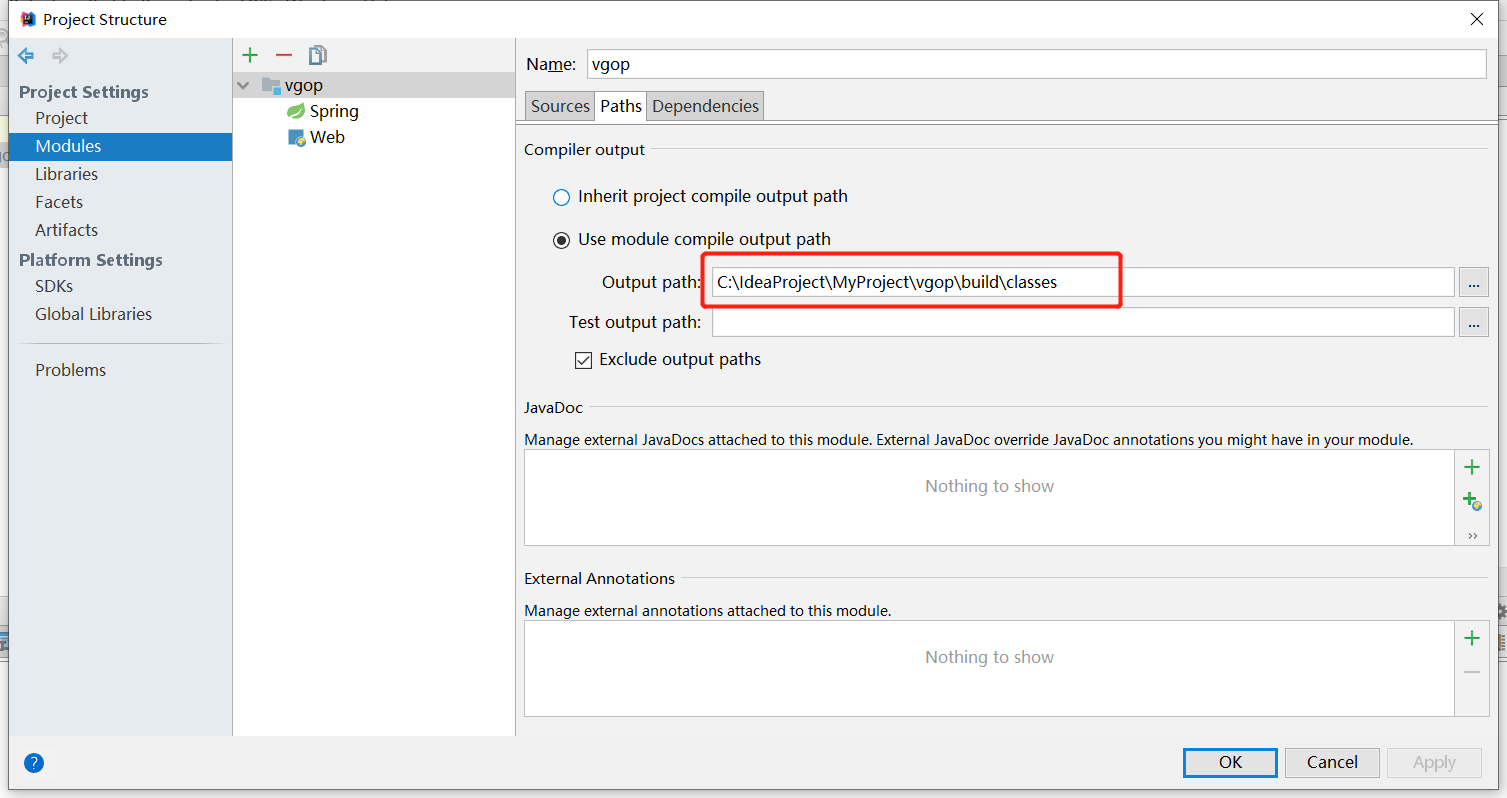 Project Structure
Project Settings
Project
Modules
Libraries
Facets
Artifacts
Platform Settings
SDKs
Global Libraries
Problems
vgop
Spring
Web
Name: vgop
Sources Paths Dependencies
Compiler output
Inherit project compile output path
Use module compile output path
Output path: C:\IdeaProject\MyProject\vgop\build\classes ...
Test output path: ...
Exclude output paths
JavaDoc
Manage external JavaDocs attached to this module. External JavaDoc override JavaDoc annotations you might have in your module.
Nothing to show
External Annotations
Manage external annotations attached to this module.
Nothing to show
? OK Cancel Apply